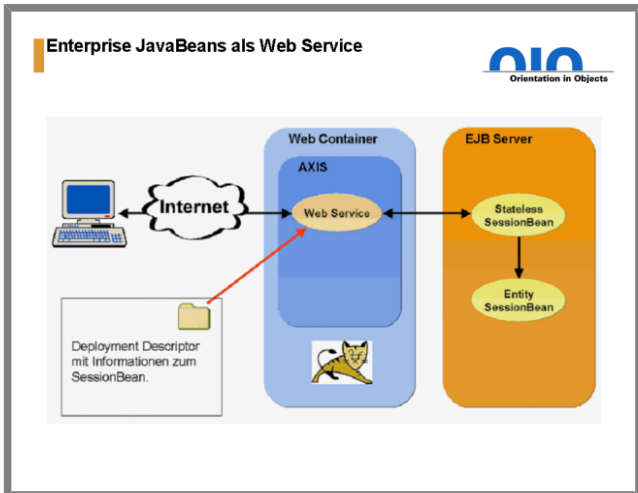 Enterprise JavaBeans als Web Service
OIO
Orientation in Objects
Web Container
EJB Server
AXIS
Internet
Web Service
Stateless
SessionBean
Entity
SessionBean
Deployment Descriptor
mit Informationen zum
SessionBean.